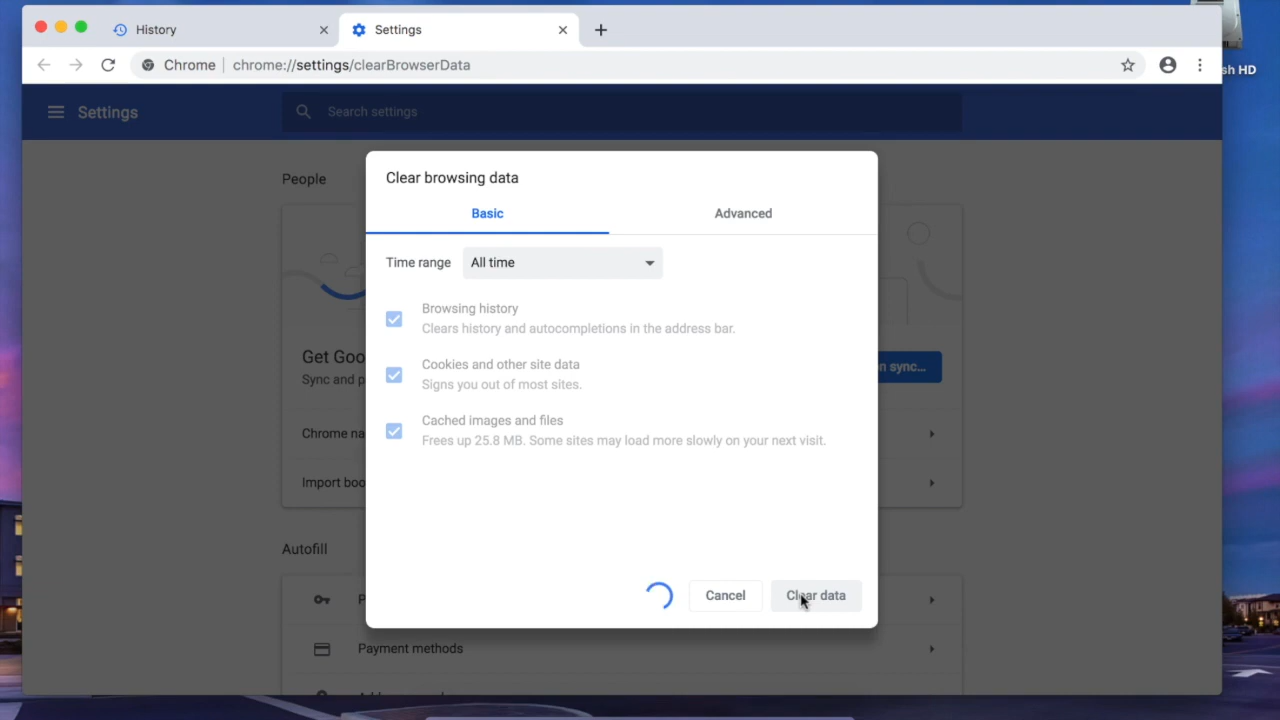 History
Settings
sh HD
Chrome
chrome://settings/clearBrowserData
Settings
Search settings
People
Clear browsing data
Basic
Advanced
Time range
All time
Browsing history
Clears history and autocompletions in the address bar.
Cookies and other site data
Signs you out of most sites.
Cached images and files
Frees up 25.8 MB. Some sites may load more slowly on your next visit.
Get Goo
Sync and p
n sync...
Chrome na
Import boo
Cancel
Clear data
Autofill
P
Payment methods